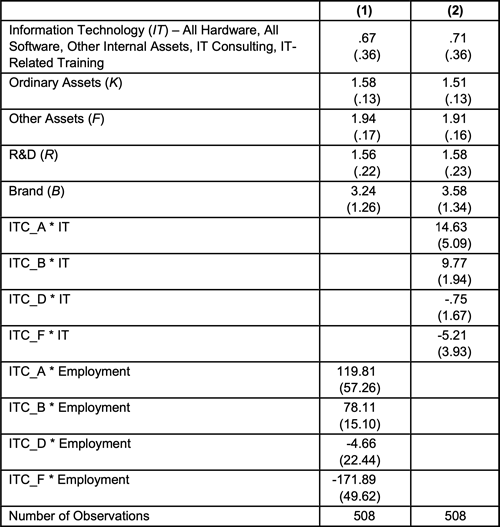 (1) (2)
Information Technology (IT) – All Hardware, All .67 .71
Software, Other Internal Assets, IT Consulting, IT- (.36) (.36)
Related Training
Ordinary Assets (K) 1.58 1.51
(.13) (.13)
Other Assets (F) 1.94 1.91
(.17) (.16)
R&D (R) 1.56 1.58
(.22) (.23)
Brand (B) 3.24 3.58
(1.26) (1.34)
ITC_A * IT 14.63
(5.09)
ITC_B * IT 9.77
(1.94)
ITC_D * IT -.75
(1.67)
ITC_F * IT -5.21
(3.93)
ITC_A * Employment 119.81
(57.26)
ITC_B * Employment 78.11
(15.10)
ITC_D * Employment -4.66
(22.44)
ITC_F * Employment -171.89
(49.62)
Number of Observations 508 508